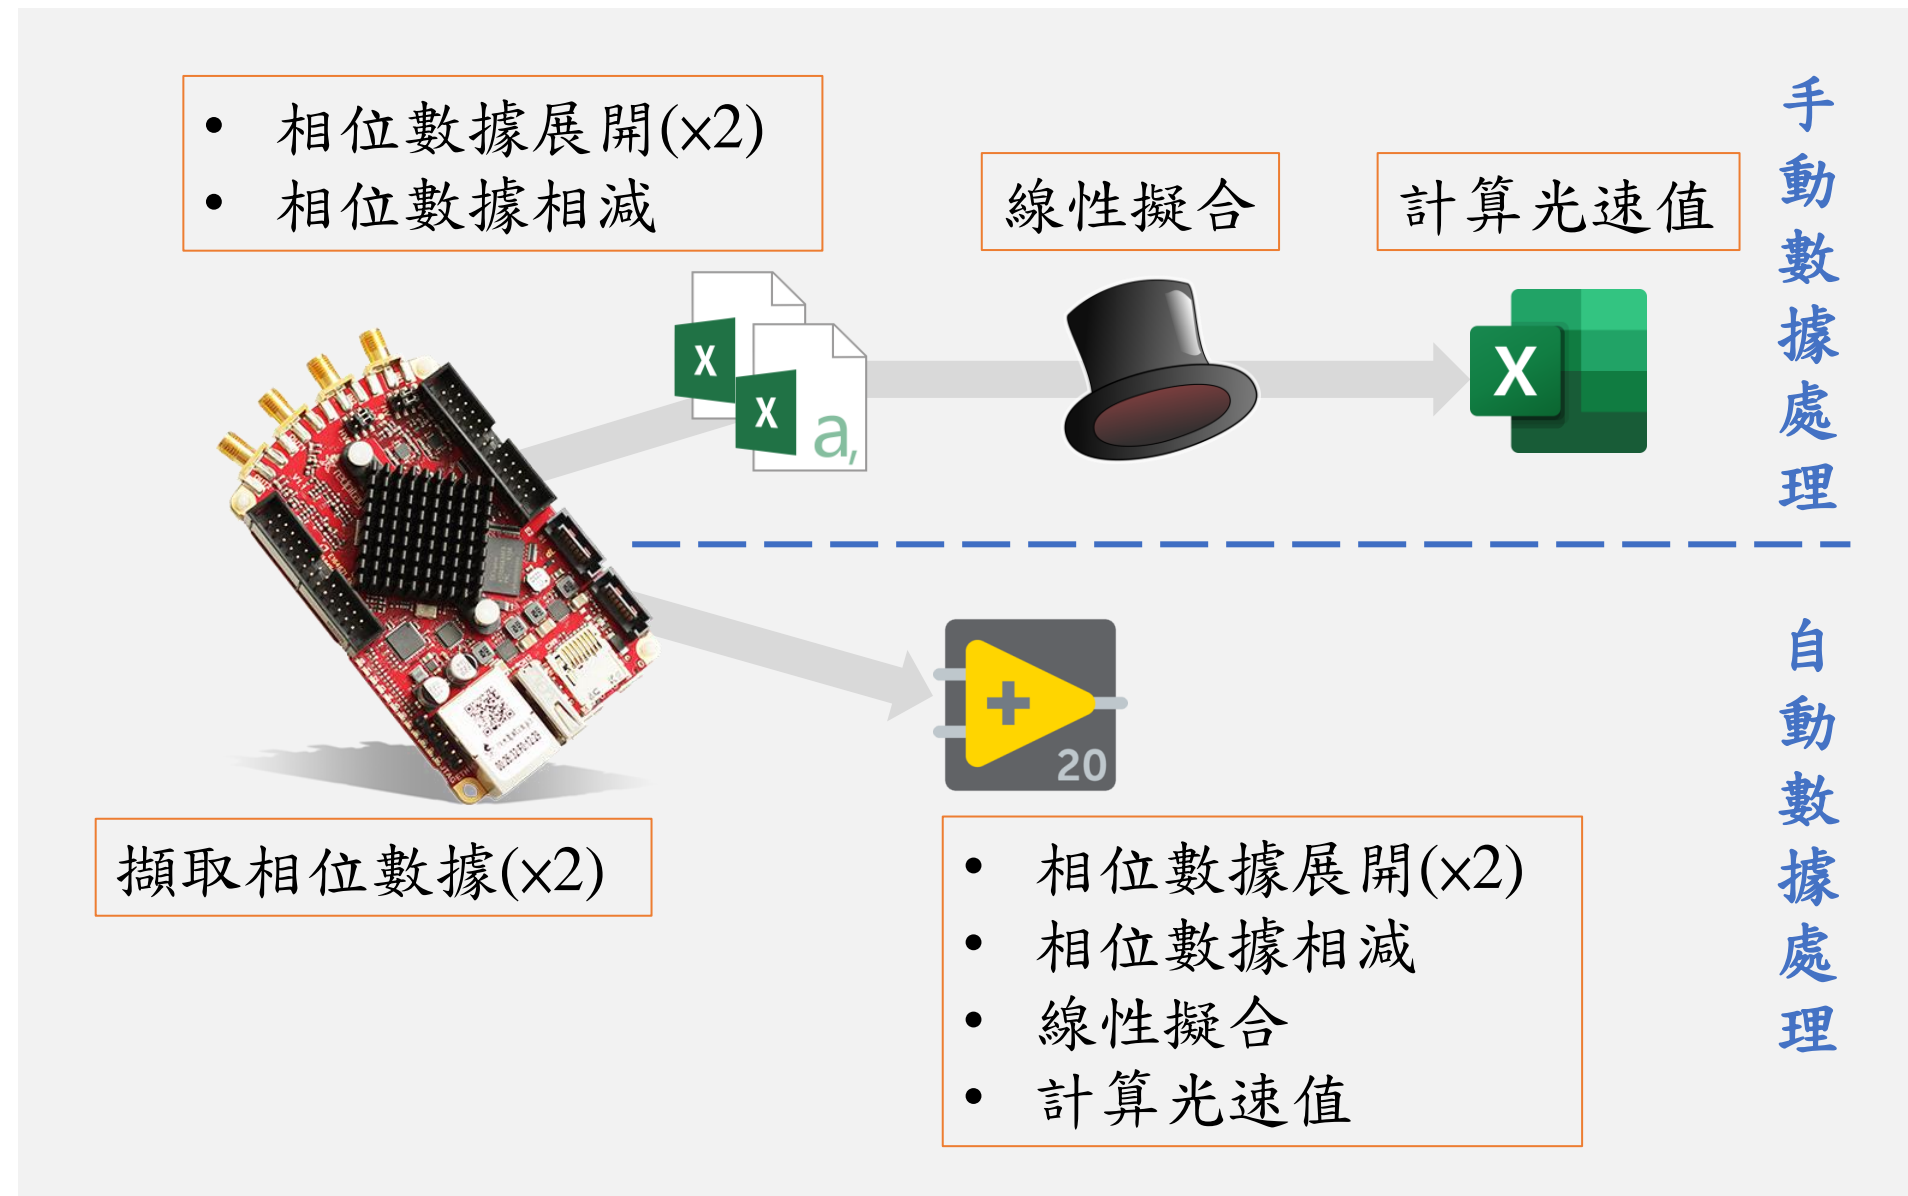 • 相位數據展開(×2)
• 相位數據相減
線性擬合
計算光速值
手動數據處理
X
X
a,
X
擷取相位數據(×2)
20
• 相位數據展開(×2)
• 相位數據相減
• 線性擬合
• 計算光速值
自動數據處理